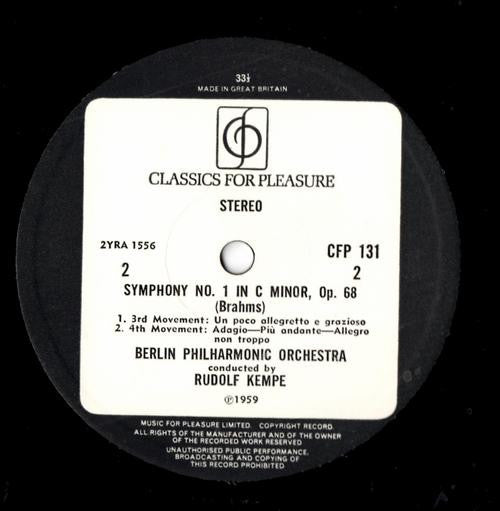 33⅓
MADE IN GREAT BRITAIN
CLASSICS FOR PLEASURE
STEREO
2YRA 1556
CFP 131
2
2
SYMPHONY NO. 1 IN C MINOR, Op. 68
(Brahms)
1. 3rd Movement: Un poco allegretto e grazioso
2. 4th Movement: Adagio—Più andante—Allegro
non troppo
BERLIN PHILHARMONIC ORCHESTRA
conducted by
RUDOLF KEMPE
℗1959
MUSIC FOR PLEASURE LIMITED. COPYRIGHT RECORD.
ALL RIGHTS OF THE MANUFACTURER AND OF THE OWNER
OF THE RECORDED WORK RESERVED
UNAUTHORISED PUBLIC PERFORMANCE,
BROADCASTING AND COPYING OF
THIS RECORD PROHIBITED